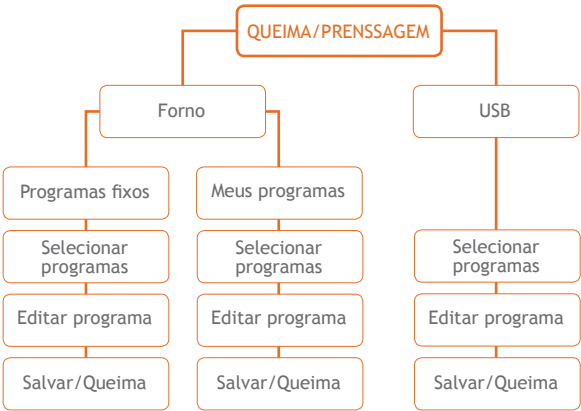 QUEIMA/PRENSSAGEM
Forno
USB
Programas fixos
Meus programas
Selecionar
programas
Selecionar
programas
Selecionar
programas
Editar programa
Editar programa
Editar programa
Salvar/Queima
Salvar/Queima
Salvar/Queima